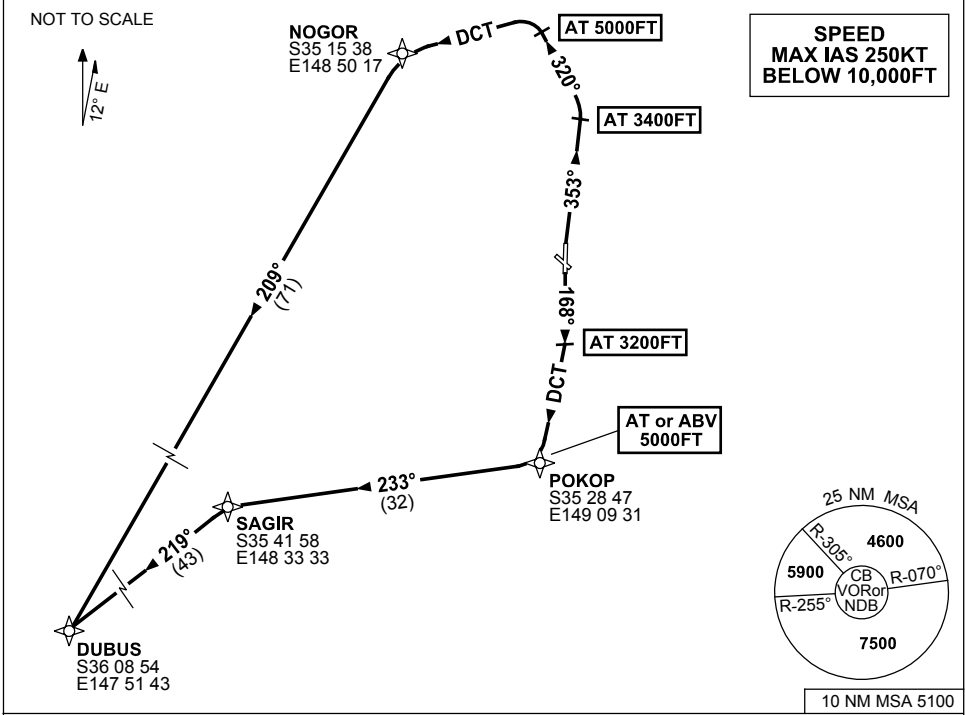 NOT TO SCALE
12° E
NOGOR
S35 15 38
E148 50 17
DCT
AT 5000FT
SPEED
MAX IAS 250KT
BELOW 10,000FT
320°
AT 3400FT
353°
209°
(71)
168°
AT 3200FT
DCT
AT or ABV
5000FT
233°
(32)
POKOP
S35 28 47
E149 09 31
SAGIR
S35 41 58
E148 33 33
219°
(43)
DUBUS
S36 08 54
E147 51 43
25 NM MSA
R-305°
4600
5900
CB
VORor
NDB
R-070°
R-255°
7500
10 NM MSA 5100